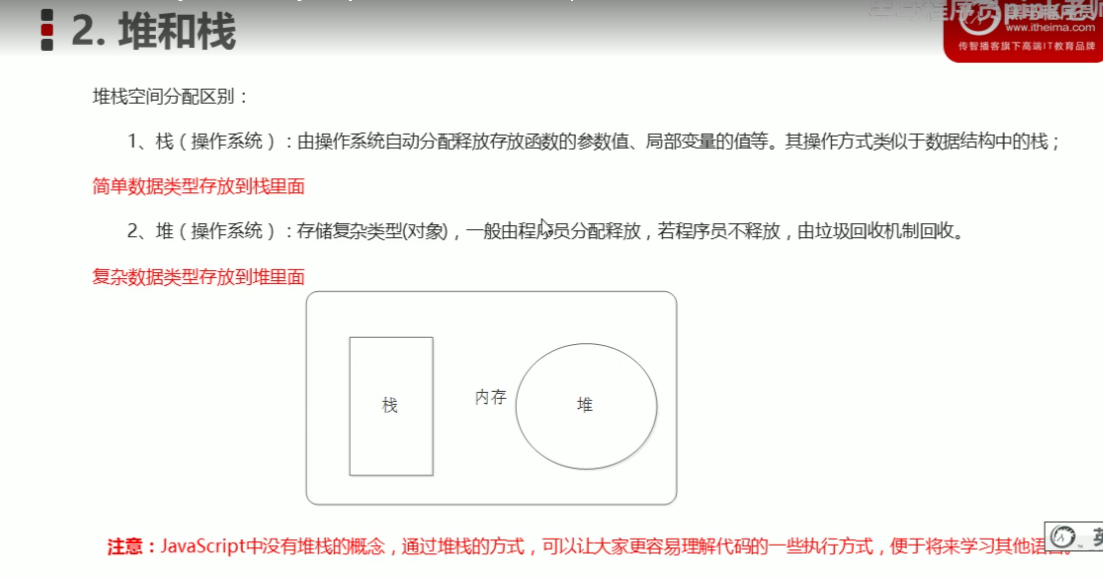 2. 堆和栈
www.itheima.com
传智播客旗下高端IT教育品牌
堆栈空间分配区别：
1、栈（操作系统）：由操作系统自动分配释放存放函数的参数值、局部变量的值等。其操作方式类似于数据结构中的栈；
简单数据类型存放到栈里面
2、堆（操作系统）：存储复杂类型(对象)，一般由程序员分配释放，若程序员不释放，由垃圾回收机制回收。
复杂数据类型存放到堆里面
栈
内存
堆
注意：JavaScript中没有堆栈的概念，通过堆栈的方式，可以让大家更容易理解代码的一些执行方式，便于将来学习其他语言
英